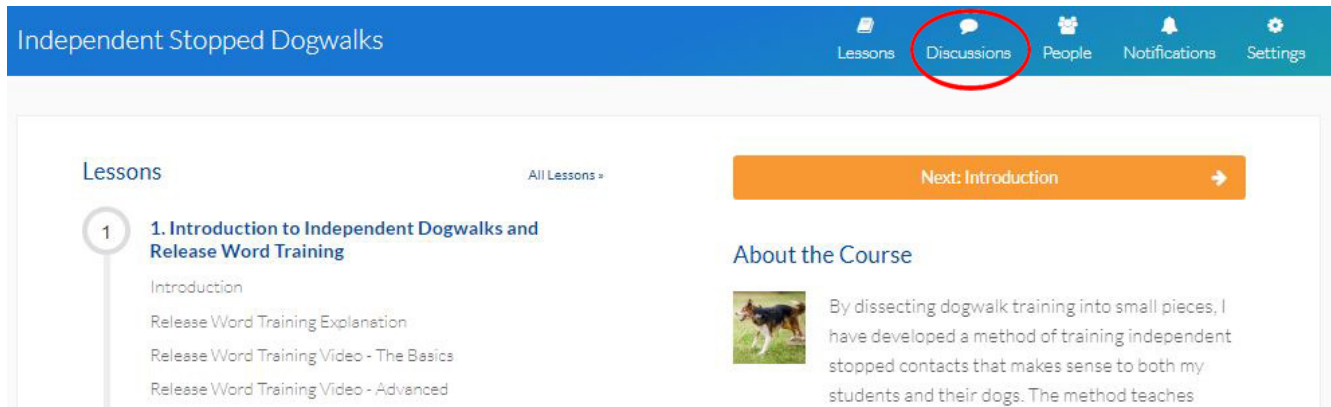 Independent Stopped Dogwalks
Lessons
Discussions
People
Notifications
Settings
Lessons
All Lessons »
1
1. Introduction to Independent Dogwalks and
Release Word Training
Introduction
Release Word Training Explanation
Release Word Training Video - The Basics
Release Word Training Video - Advanced
Next: Introduction
About the Course
By dissecting dogwalk training into small pieces, I
have developed a method of training independent
stopped contacts that makes sense to both my
students and their dogs. The method teaches